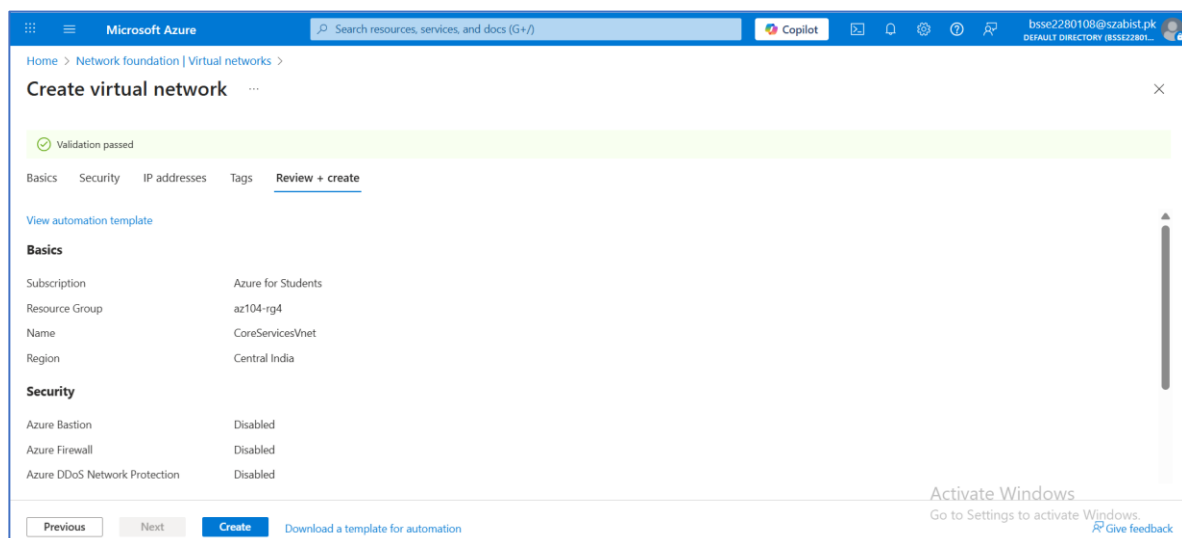 Microsoft Azure
Search resources, services, and docs (G+/)
Copilot
bsse2280108@szabist.pk
DEFAULT DIRECTORY (BSSE22801...
Home > Network foundation | Virtual networks >
Create virtual network ...
Validation passed
Basics Security IP addresses Tags Review + create
View automation template
Basics
Subscription Azure for Students
Resource Group az104-rg4
Name CoreServicesVnet
Region Central India
Security
Azure Bastion Disabled
Azure Firewall Disabled
Azure DDoS Network Protection Disabled
Activate Windows
Go to Settings to activate Windows.
Previous Next Create Download a template for automation Give feedback